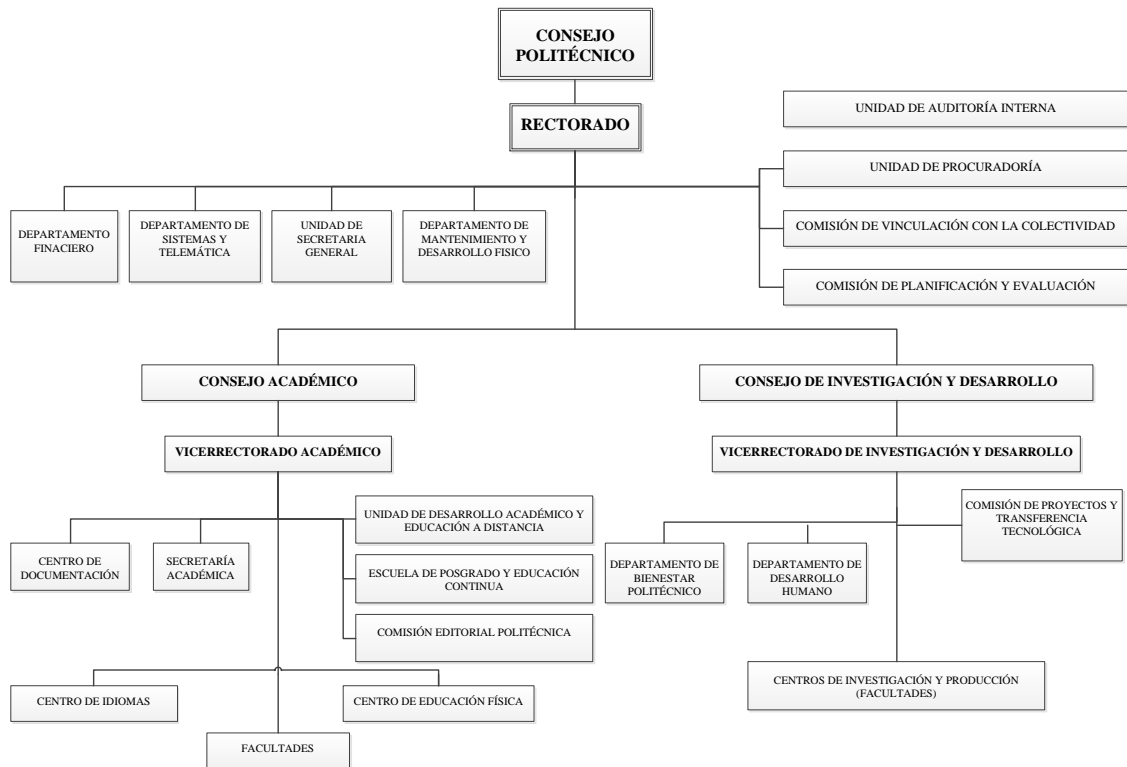 CONSEJO
POLITÉCNICO
RECTORADO
UNIDAD DE AUDITORÍA INTERNA
UNIDAD DE PROCURADORÍA
COMISIÓN DE VINCULACIÓN CON LA COLECTIVIDAD
COMISIÓN DE PLANIFICACIÓN Y EVALUACIÓN
DEPARTAMENTO
FINACIERO
DEPARTAMENTO DE
SISTEMAS Y
TELEMÁTICA
UNIDAD DE
SECRETARIA
GENERAL
DEPARTAMENTO DE
MANTENIMIENTO Y
DESARROLLO FISICO
CONSEJO ACADÉMICO
CONSEJO DE INVESTIGACIÓN Y DESARROLLO
VICERRECTORADO ACADÉMICO
VICERRECTORADO DE INVESTIGACIÓN Y DESARROLLO
UNIDAD DE DESARROLLO ACADÉMICO Y
EDUCACIÓN A DISTANCIA
CENTRO DE
DOCUMENTACIÓN
SECRETARÍA
ACADÉMICA
ESCUELA DE POSGRADO Y EDUCACIÓN
CONTINUA
COMISIÓN EDITORIAL POLITÉCNICA
COMISIÓN DE PROYECTOS Y
TRANSFERENCIA
TECNOLÓGICA
DEPARTAMENTO DE
BIENESTAR
POLITÉCNICO
DEPARTAMENTO DE
DESARROLLO
HUMANO
CENTRO DE IDIOMAS
CENTRO DE EDUCACIÓN FÍSICA
CENTROS DE INVESTIGACIÓN Y PRODUCCIÓN
(FACULTADES)
FACULTADES